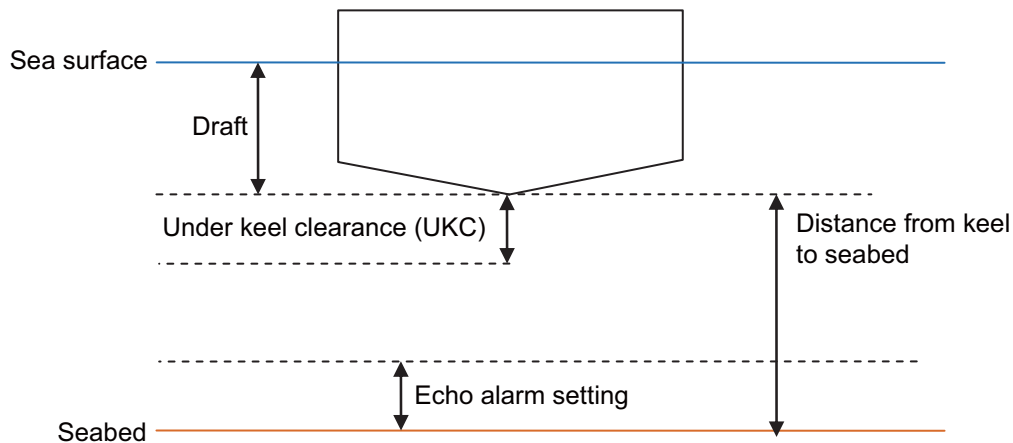 Sea surface
Draft
Under keel clearance (UKC)
Distance from keel
to seabed
Echo alarm setting
Seabed